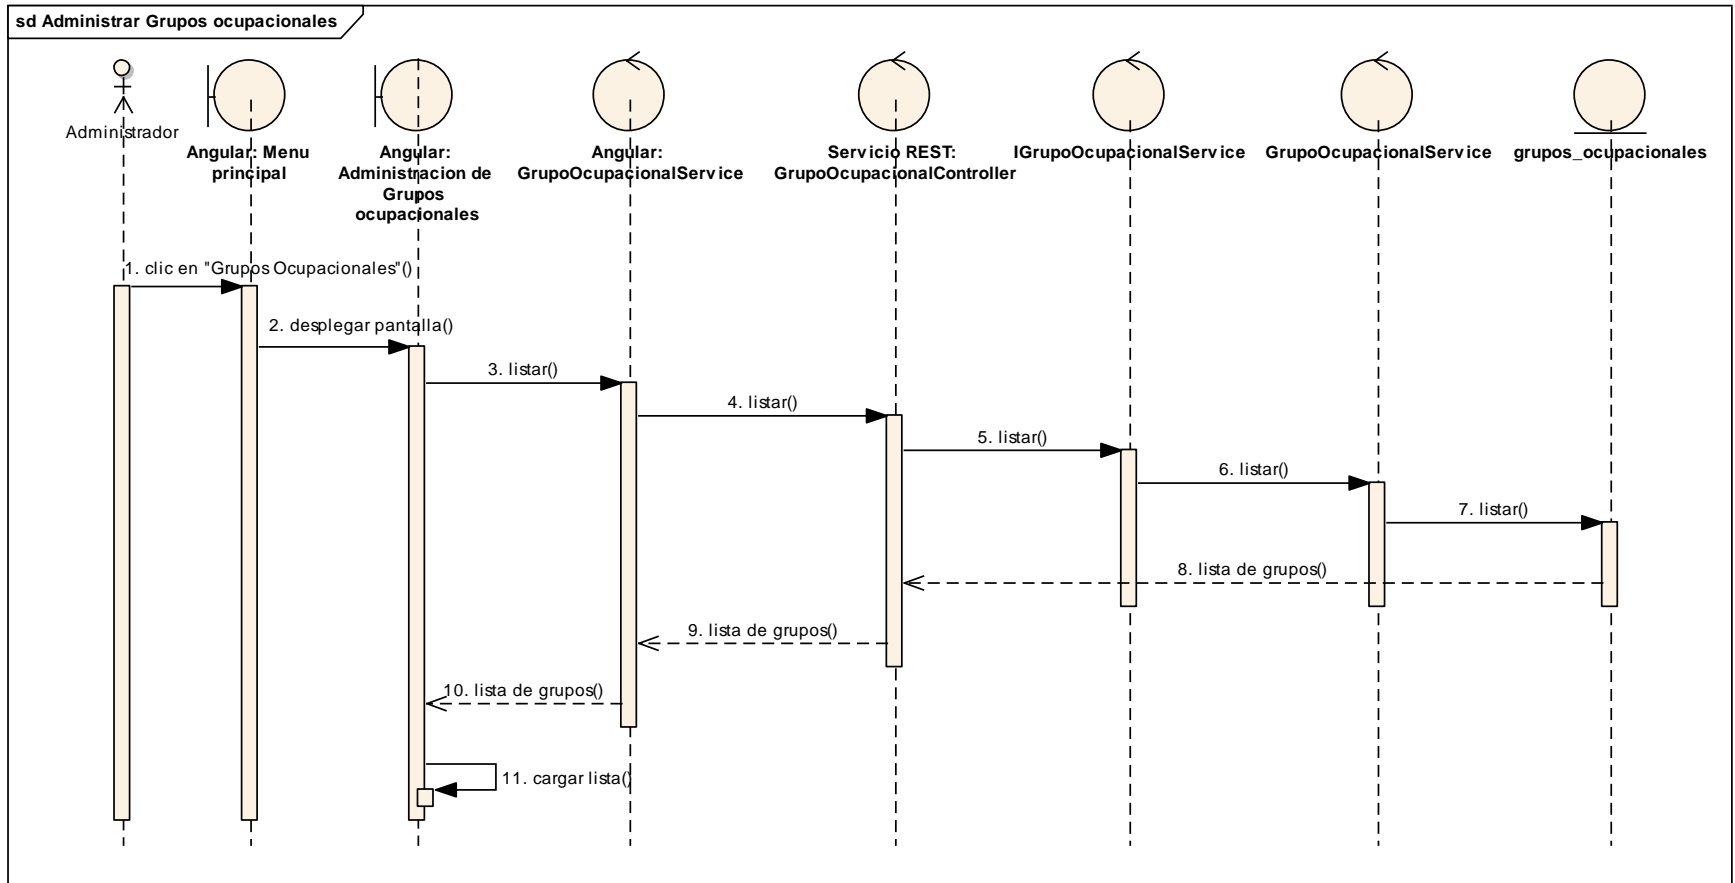 sd Administrar Grupos ocupacionales
Administrador
Angular: Menu
principal
Angular:
Administracion de
Grupos
ocupacionales
Angular:
GrupoOcupacionalService
Servicio REST:
GrupoOcupacionalController
IGrupoOcupacionalService
GrupoOcupacionalService
grupos_ocupacionales
1. clic en "Grupos Ocupacionales"()
2. desplegar pantalla()
3. listar()
4. listar()
5. listar()
6. listar()
7. listar()
8. lista de grupos()
9. lista de grupos()
10. lista de grupos()
11. cargar lista()